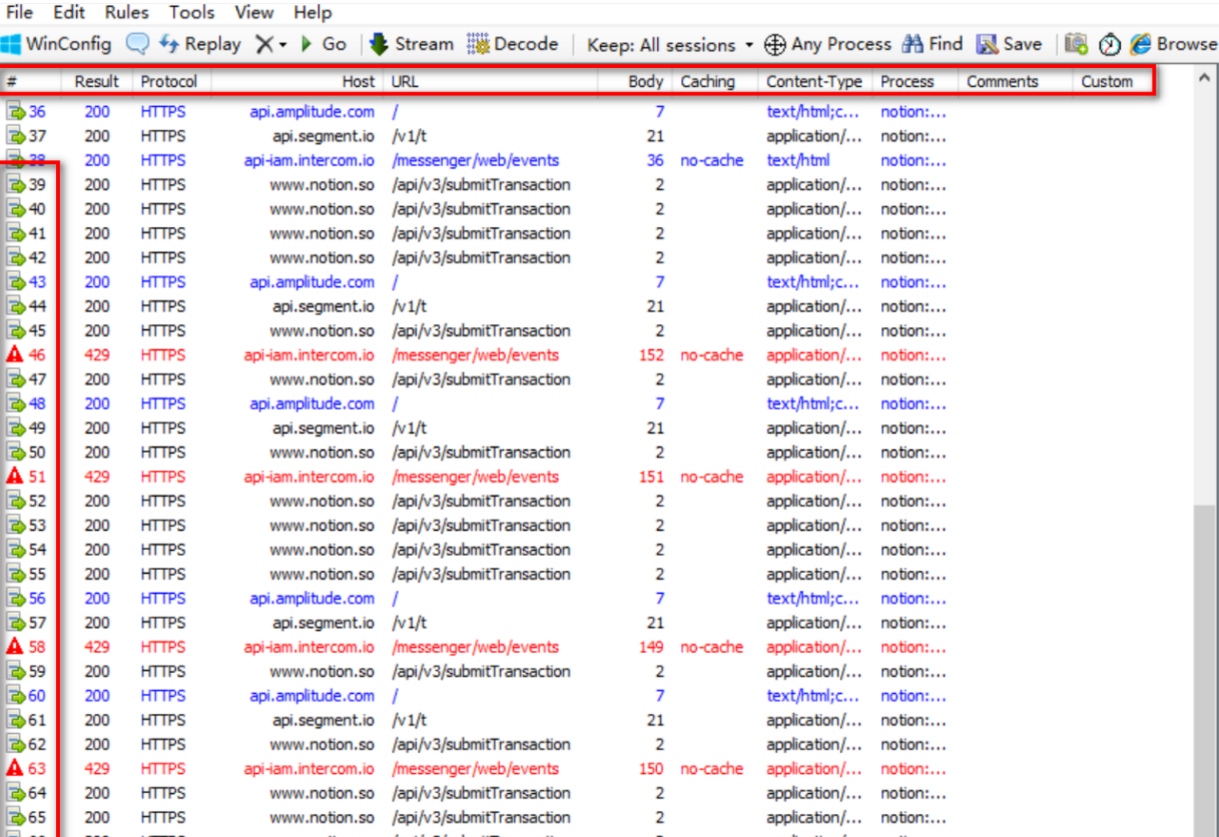 File Edit Rules Tools View Help
WinConfig Replay X Go Stream Decode Keep: All sessions Any Process Find Save Browse
# Result Protocol Host URL Body Caching Content-Type Process Comments Custom
36 200 HTTPS api.amplitude.com / 7 text/html;c... notion:...
37 200 HTTPS api.segment.io /v1/t 21 application/... notion:...
38 200 HTTPS api-iam.intercom.io /messenger/web/events 36 no-cache text/html notion:...
39 200 HTTPS www.notion.so /api/v3/submitTransaction 2 application/... notion:...
40 200 HTTPS www.notion.so /api/v3/submitTransaction 2 application/... notion:...
41 200 HTTPS www.notion.so /api/v3/submitTransaction 2 application/... notion:...
42 200 HTTPS www.notion.so /api/v3/submitTransaction 2 application/... notion:...
43 200 HTTPS api.amplitude.com / 7 text/html;c... notion:...
44 200 HTTPS api.segment.io /v1/t 21 application/... notion:...
45 200 HTTPS www.notion.so /api/v3/submitTransaction 2 application/... notion:...
46 429 HTTPS api-iam.intercom.io /messenger/web/events 152 no-cache application/... notion:...
47 200 HTTPS www.notion.so /api/v3/submitTransaction 2 application/... notion:...
48 200 HTTPS api.amplitude.com / 7 text/html;c... notion:...
49 200 HTTPS api.segment.io /v1/t 21 application/... notion:...
50 200 HTTPS www.notion.so /api/v3/submitTransaction 2 application/... notion:...
51 429 HTTPS api-iam.intercom.io /messenger/web/events 151 no-cache application/... notion:...
52 200 HTTPS www.notion.so /api/v3/submitTransaction 2 application/... notion:...
53 200 HTTPS www.notion.so /api/v3/submitTransaction 2 application/... notion:...
54 200 HTTPS www.notion.so /api/v3/submitTransaction 2 application/... notion:...
55 200 HTTPS www.notion.so /api/v3/submitTransaction 2 application/... notion:...
56 200 HTTPS api.amplitude.com / 7 text/html;c... notion:...
57 200 HTTPS api.segment.io /v1/t 21 application/... notion:...
58 429 HTTPS api-iam.intercom.io /messenger/web/events 149 no-cache application/... notion:...
59 200 HTTPS www.notion.so /api/v3/submitTransaction 2 application/... notion:...
60 200 HTTPS api.amplitude.com / 7 text/html;c... notion:...
61 200 HTTPS api.segment.io /v1/t 21 application/... notion:...
62 200 HTTPS www.notion.so /api/v3/submitTransaction 2 application/... notion:...
63 429 HTTPS api-iam.intercom.io /messenger/web/events 150 no-cache application/... notion:...
64 200 HTTPS www.notion.so /api/v3/submitTransaction 2 application/... notion:...
65 200 HTTPS www.notion.so /api/v3/submitTransaction 2 application/... notion:...